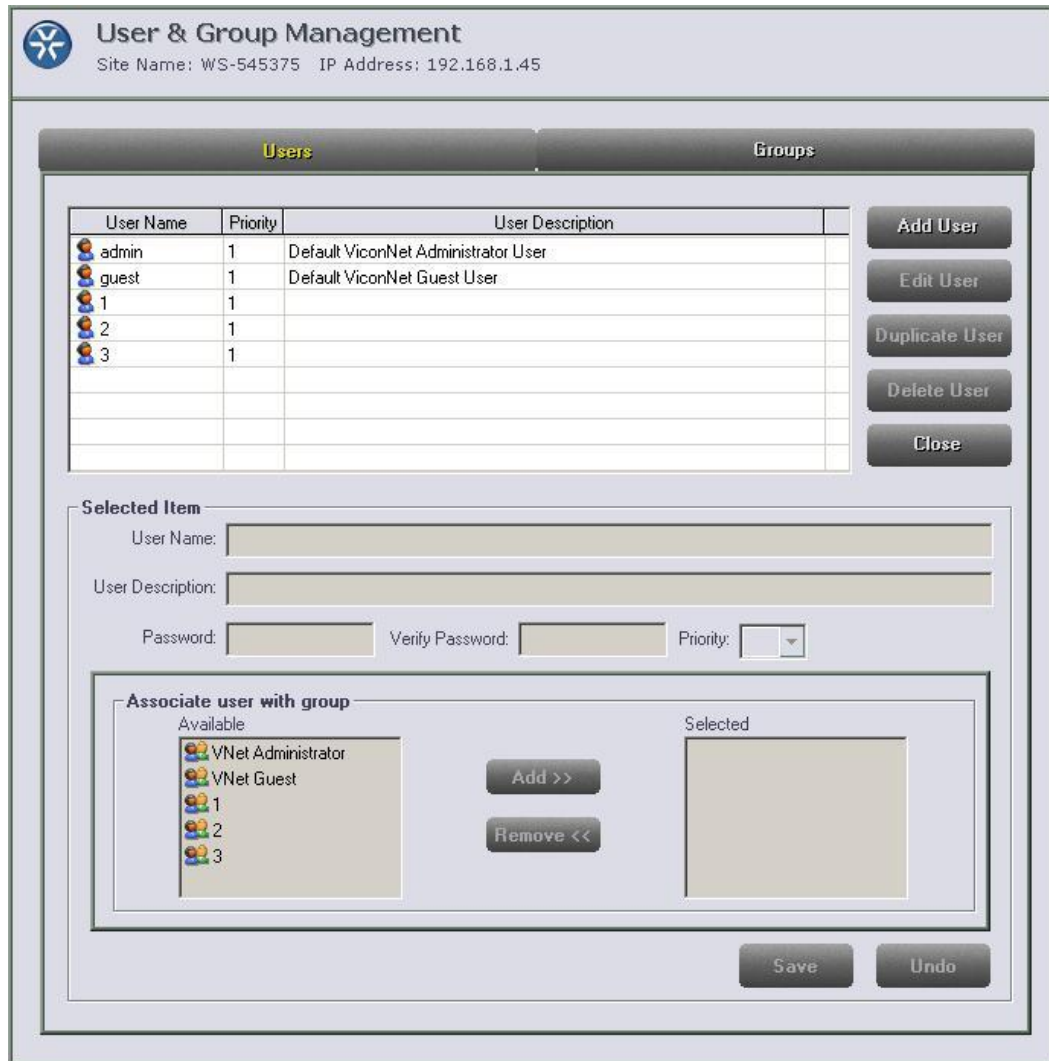 User & Group Management
Site Name: WS-545375 IP Address: 192.168.1.45
Users Groups
User Name Priority User Description
admin 1 Default ViconNet Administrator User
guest 1 Default ViconNet Guest User
1 1
2 1
3 1
Add User
Edit User
Duplicate User
Delete User
Close
Selected Item
User Name:
User Description:
Password: Verify Password: Priority:
Associate user with group
Available Selected
VNet Administrator
VNet Guest
1
2
3
Add >>
Remove <<
Save Undo